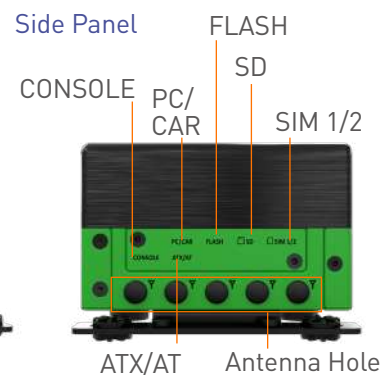 Side Panel
FLASH
SD
CONSOLE
PC/
CAR
SIM 1/2
PC/CAR FLASH SD SIM 1/2
CONSOLE ATX/AT
ATX/AT
Antenna Hole